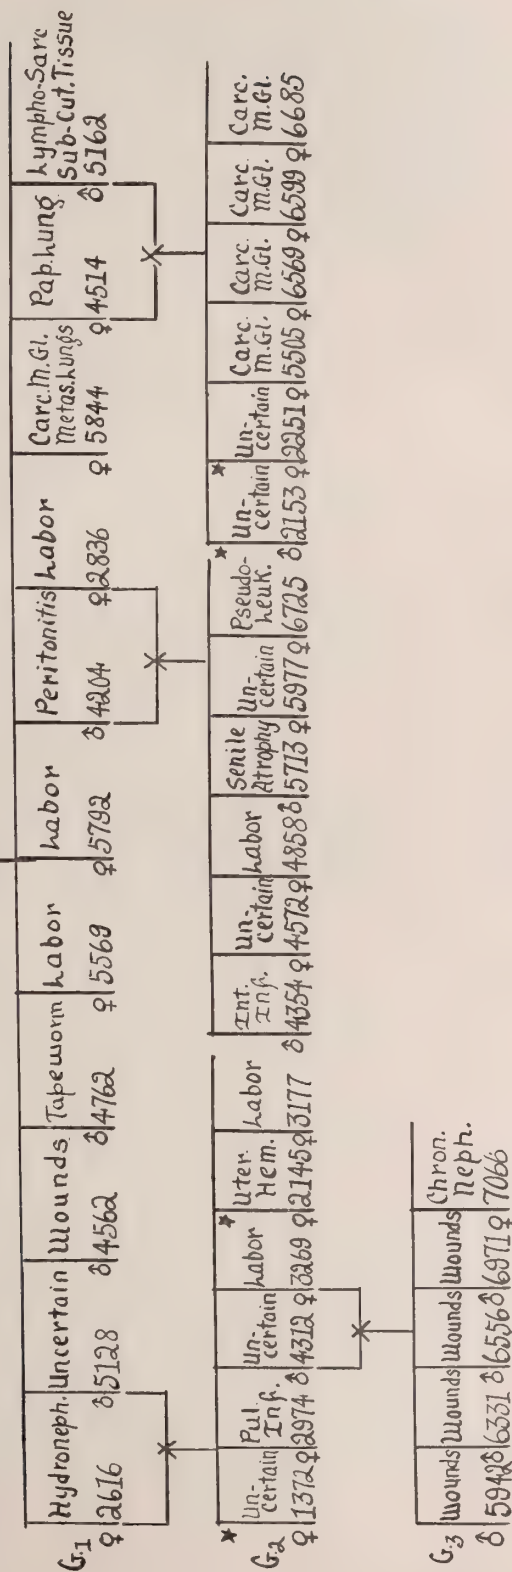 G.1
Hydroneph. Uncertain Wounds Tapeworm Labor Labor Peritonitis Labor Carc.M.Gl. Pap.Lung Lympho-Sarc
Metas.Lungs Sub-Cut.Tissue
♀ 2616 ♂ 5128 ♂ 4562 ♂ 4762 ♀ 5569 ♀ 5792 ♂ 4204 ♀ 2836 ♀ 5844 ♀ 4514 ♂ 5162
G.2
★ Un- Pul. Un- Labor ★ Uter. Labor
certain Inf. certain Hem.
♀ 1372 ♀ 2974 ♂ 4312 ♀ 3269 ♀ 2145 ♀ 3177
Int. Un- Labor Senile Un- Pseudo-
Inf. certain Atrophy certain Leuk.
♂ 4354 ♀ 4572 ♀ 4858 ♂ 5713 ♀ 5977 ♀ 6725
★ Un- ★ Un- Carc. Carc. Carc. Carc.
certain certain M.Gl. M.Gl. M.Gl. M.Gl.
♂ 2153 ♀ 2251 ♀ 5505 ♀ 6569 ♀ 6599 ♀ 6685
G.3
Wounds Wounds Wounds Wounds Chron.
Neph.
♂ 5942 ♂ 6331 ♂ 6556 ♂ 6971 ♀ 7066